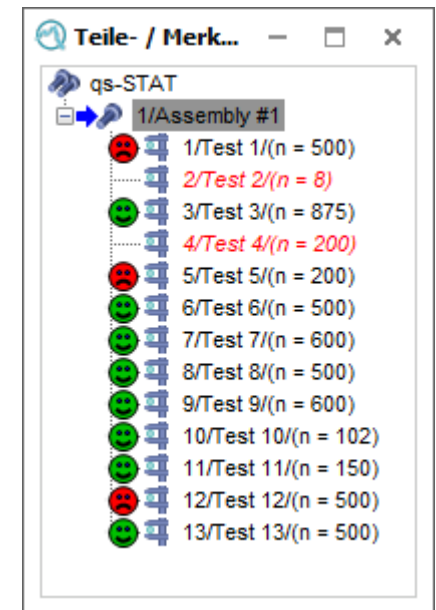 Teile- / Merk...
qs-STAT
1/Assembly #1
1/Test 1/(n = 500)
2/Test 2/(n = 8)
3/Test 3/(n = 875)
4/Test 4/(n = 200)
5/Test 5/(n = 200)
6/Test 6/(n = 500)
7/Test 7/(n = 600)
8/Test 8/(n = 500)
9/Test 9/(n = 600)
10/Test 10/(n = 102)
11/Test 11/(n = 150)
12/Test 12/(n = 500)
13/Test 13/(n = 500)